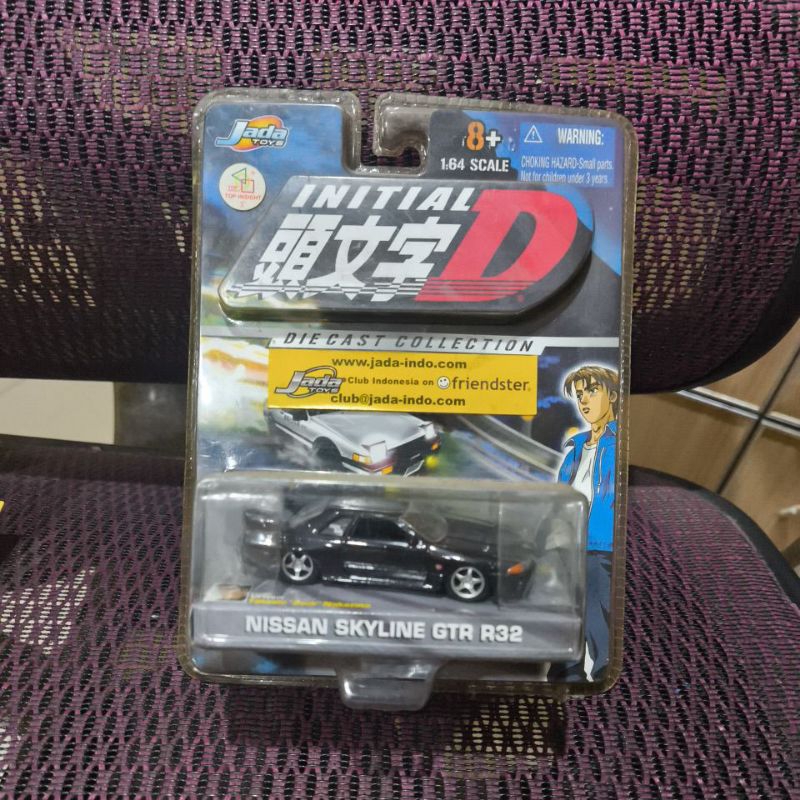 Jada
TOYS
8+
1:64 SCALE
WARNING:
CHOKING HAZARD-Small parts.
Not for children under 3 years.
TOP INSIGHT
INITIAL
頭文字D
DIE CAST COLLECTION
www.jada-indo.com
Jada TOYS Club Indonesia on friendster
club@jada-indo.com
NISSAN SKYLINE GTR R32